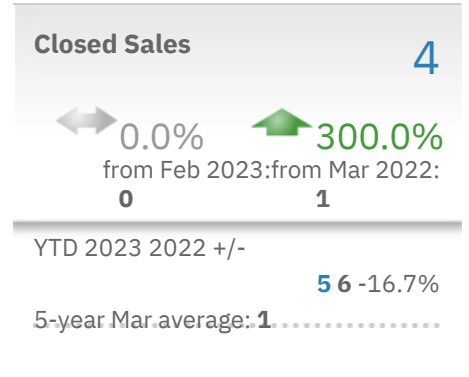 Closed Sales
4
0.0% 300.0%
from Feb 2023:from Mar 2022:
0 1
YTD 2023 2022 +/-
5 6 -16.7%
5-year Mar average: 1